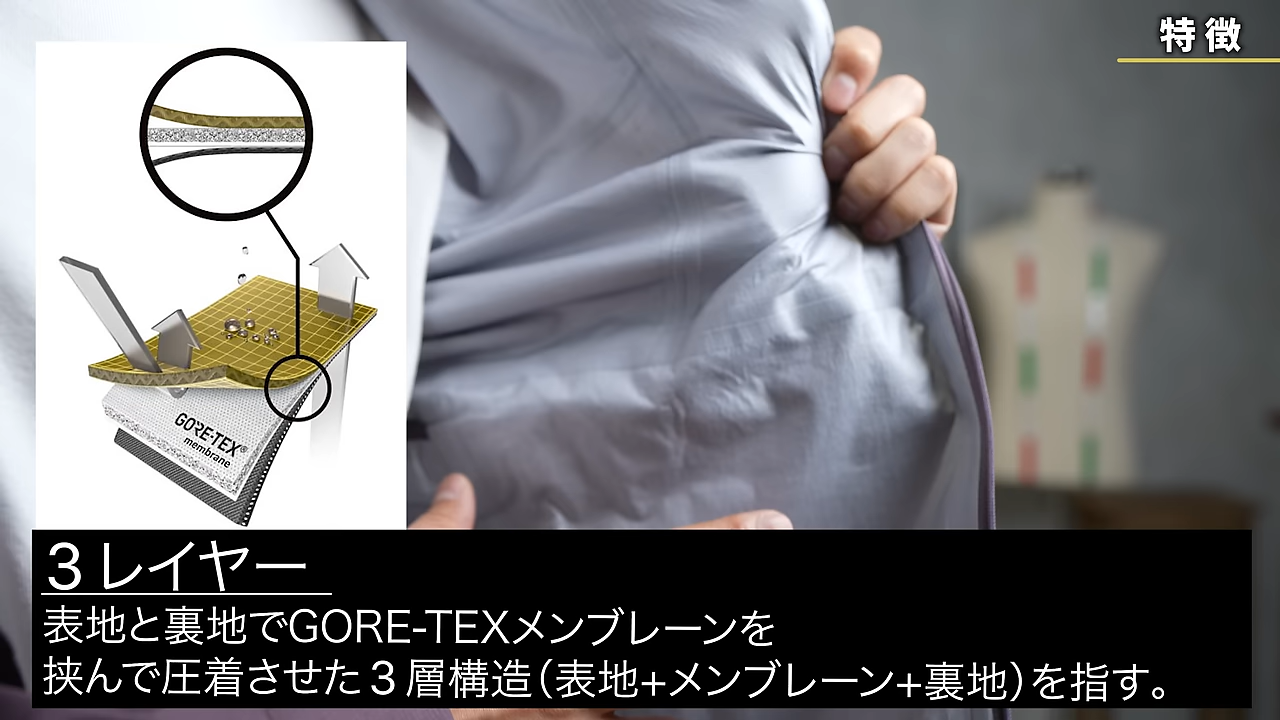 特徴
GORE-TEX®
membrane
３レイヤー
表地と裏地でGORE-TEXメンブレーンを
挟んで圧着させた３層構造（表地+メンブレーン+裏地）を指す。